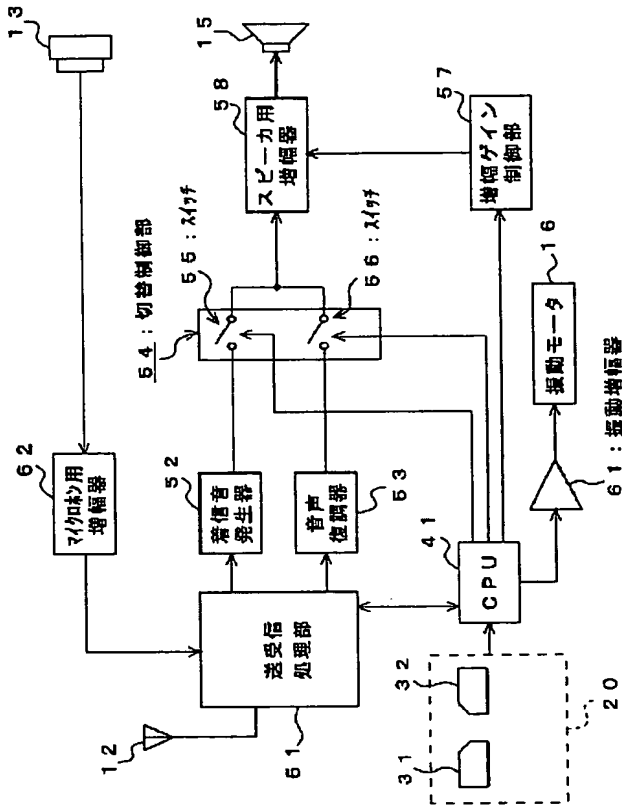 １３
６２
マイクロホン用
増幅器
１２
送受信
処理部
５１
５２
着信音
発生器
音声
復調器
５３
５４：切替制御部
５５：スイッチ
５６：スイッチ
５８
スピーカ用
増幅器
１５
５７
増幅ゲイン
制御部
３１
３２
２０
４１
ＣＰＵ
６１：振動増幅器
振動モータ
１６